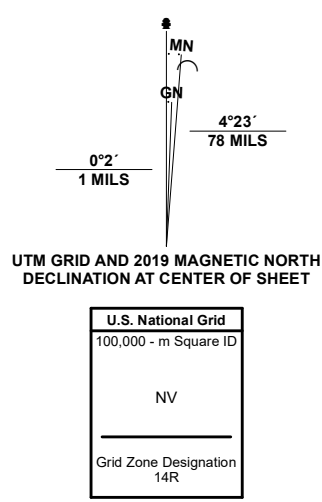 MN
GN
4°23´
78 MILS
0°2´
1 MILS
UTM GRID AND 2019 MAGNETIC NORTH
DECLINATION AT CENTER OF SHEET
U.S. National Grid
100,000 - m Square ID
NV
Grid Zone Designation
14R